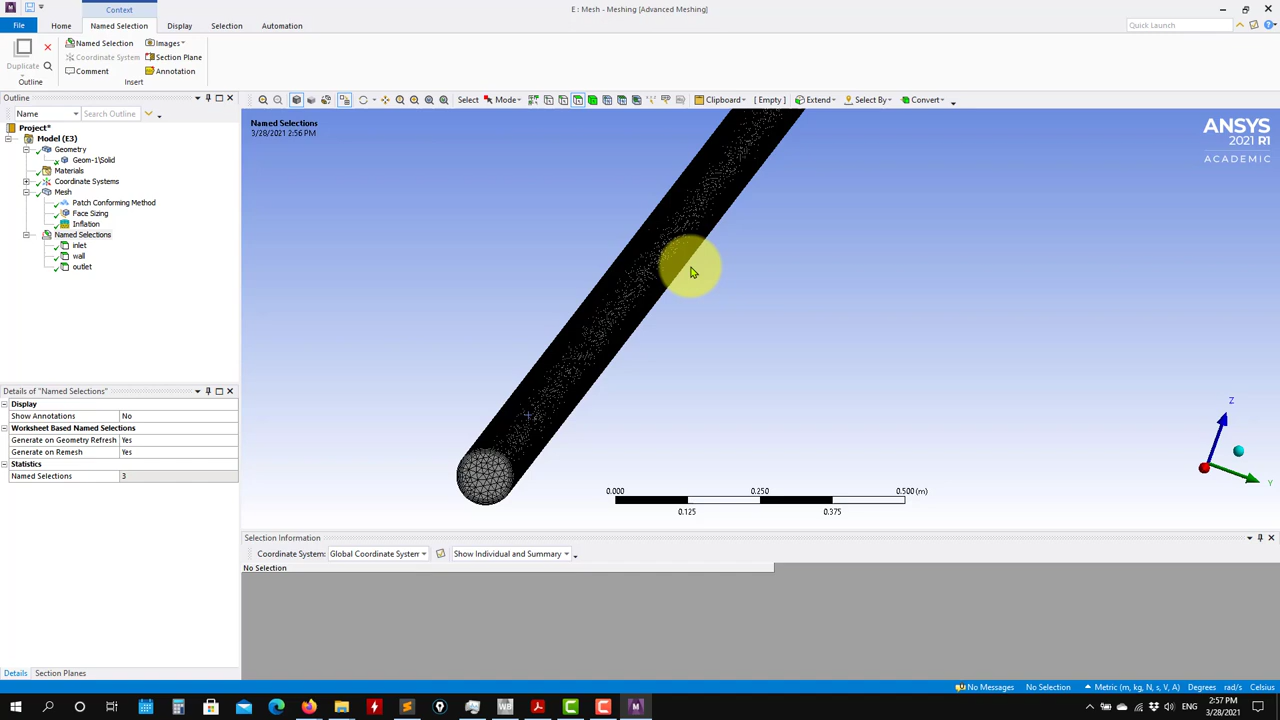 Context
E : Mesh - Meshing [Advanced Meshing]
File
Home
Named Selection
Display
Selection
Automation
Quick Launch
Duplicate
Outline
Named Selection
Images
Coordinate System
Section Plane
Comment
Annotation
Insert
Outline
Name
Search Outline
Select
Mode
Clipboard
[ Empty ]
Extend
Select By
Convert
Project*
Model (E3)
Geometry
Geom-1\Solid
Materials
Coordinate Systems
Mesh
Patch Conforming Method
Face Sizing
Inflation
Named Selections
inlet
wall
outlet
Named Selections
3/28/2021 2:56 PM
ANSYS
2021 R1
ACADEMIC
Details of "Named Selections"
Display
Show Annotations No
Worksheet Based Named Selections
Generate on Geometry Refresh Yes
Generate on Remesh Yes
Statistics
Named Selections 3
0.000 0.250 0.500 (m)
0.125 0.375
Z
Y
Selection Information
Coordinate System: Global Coordinate System
Show Individual and Summary
No Selection
Details
Section Planes
No Messages
No Selection
Metric (m, kg, N, s, V, A)
Degrees
rad/s
Celsius
2:57 PM
3/28/2021